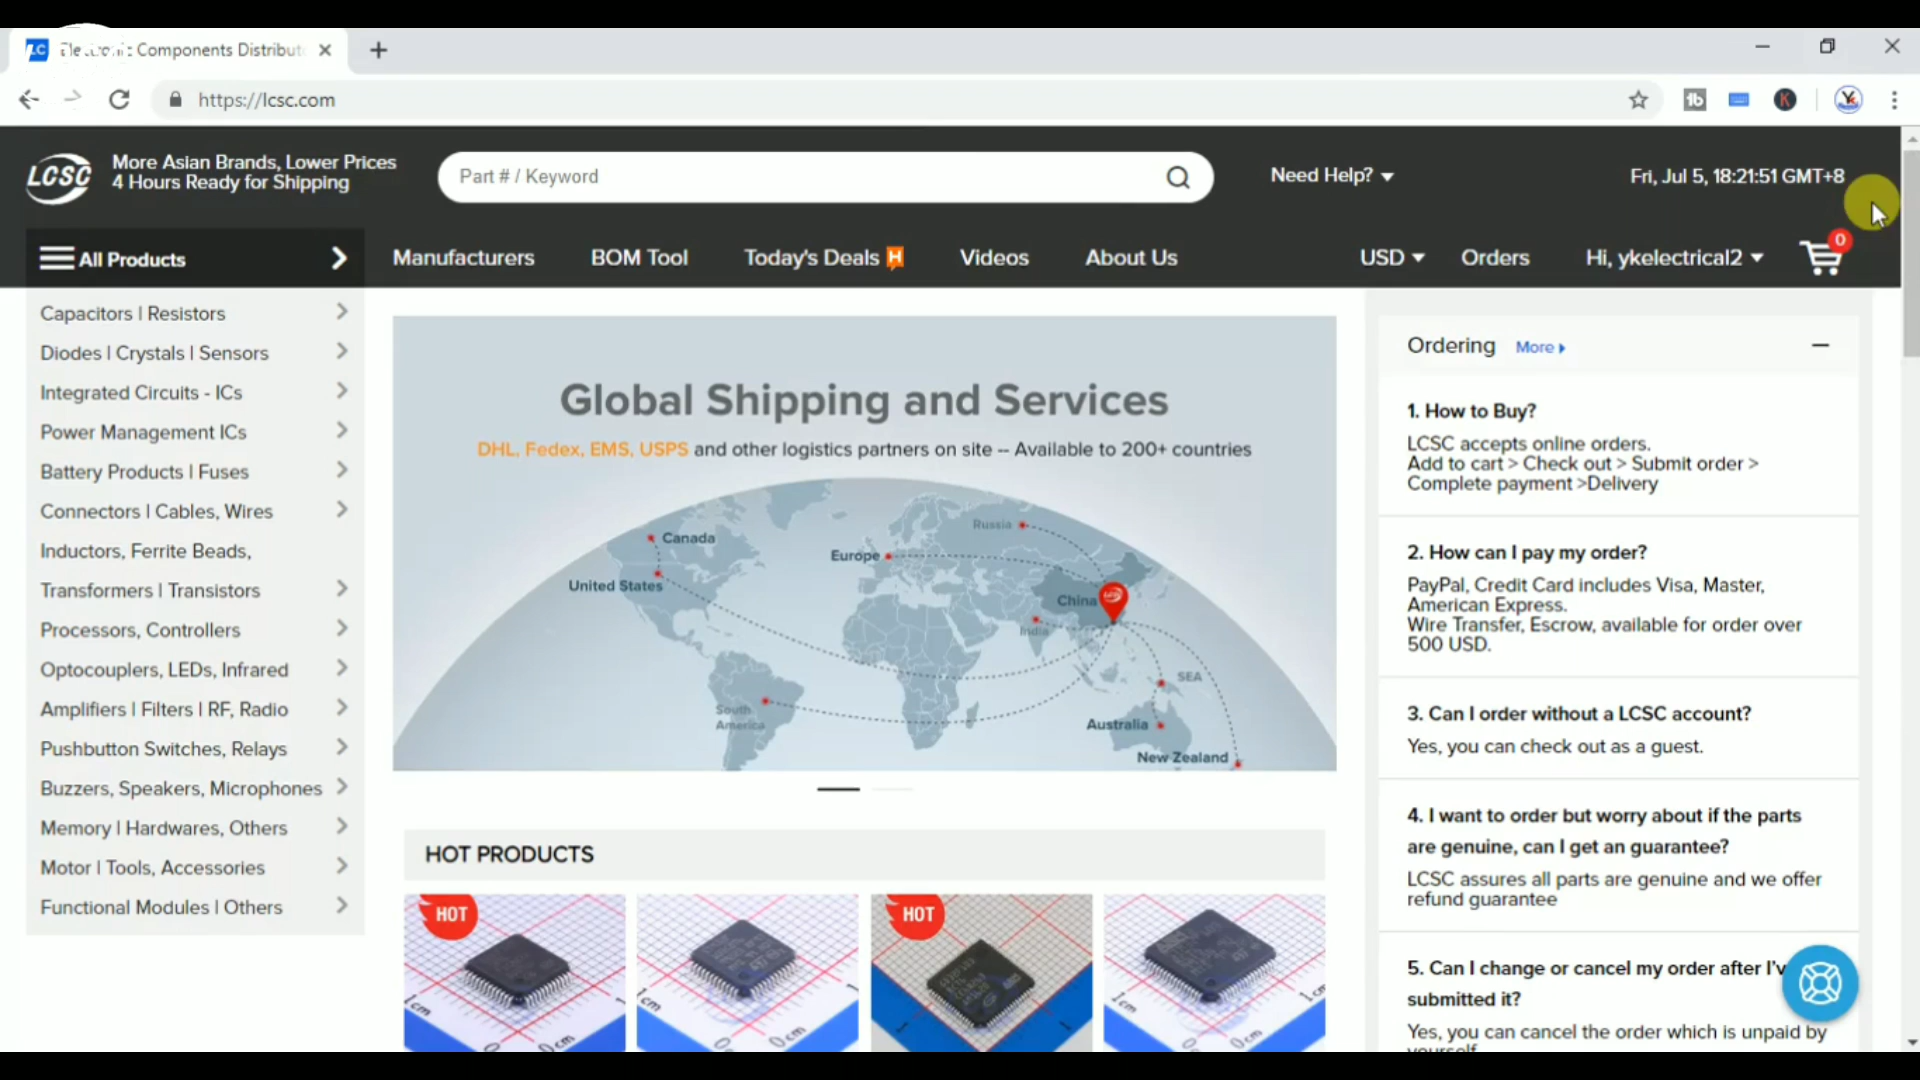 Components Distribut
https://lcsc.com
LCSC
More Asian Brands, Lower Prices
4 Hours Ready for Shipping
Part # / Keyword
Need Help?
Fri, Jul 5, 18:21:51 GMT+8
All Products
Manufacturers
BOM Tool
Today's Deals H
Videos
About Us
USD
Orders
Hi, ykelectrical2
0
Capacitors | Resistors
Diodes | Crystals | Sensors
Integrated Circuits - ICs
Power Management ICs
Battery Products | Fuses
Connectors | Cables, Wires
Inductors, Ferrite Beads,
Transformers | Transistors
Processors, Controllers
Optocouplers, LEDs, Infrared
Amplifiers | Filters | RF, Radio
Pushbutton Switches, Relays
Buzzers, Speakers, Microphones
Memory | Hardwares, Others
Motor | Tools, Accessories
Functional Modules | Others
Global Shipping and Services
DHL, Fedex, EMS, USPS and other logistics partners on site -- Available to 200+ countries
Russia
Canada
Europe
United States
China
India
SEA
South
America
Australia
New Zealand
HOT PRODUCTS
HOT
HOT
1cm
0cm
1cm
0cm
1cm
0cm
Ordering More
1. How to Buy?
LCSC accepts online orders.
Add to cart > Check out > Submit order >
Complete payment >Delivery
2. How can I pay my order?
PayPal, Credit Card includes Visa, Master,
American Express.
Wire Transfer, Escrow, available for order over
500 USD.
3. Can I order without a LCSC account?
Yes, you can check out as a guest.
4. I want to order but worry about if the parts
are genuine, can I get an guarantee?
LCSC assures all parts are genuine and we offer
refund guarantee
5. Can I change or cancel my order after I'v
submitted it?
Yes, you can cancel the order which is unpaid by